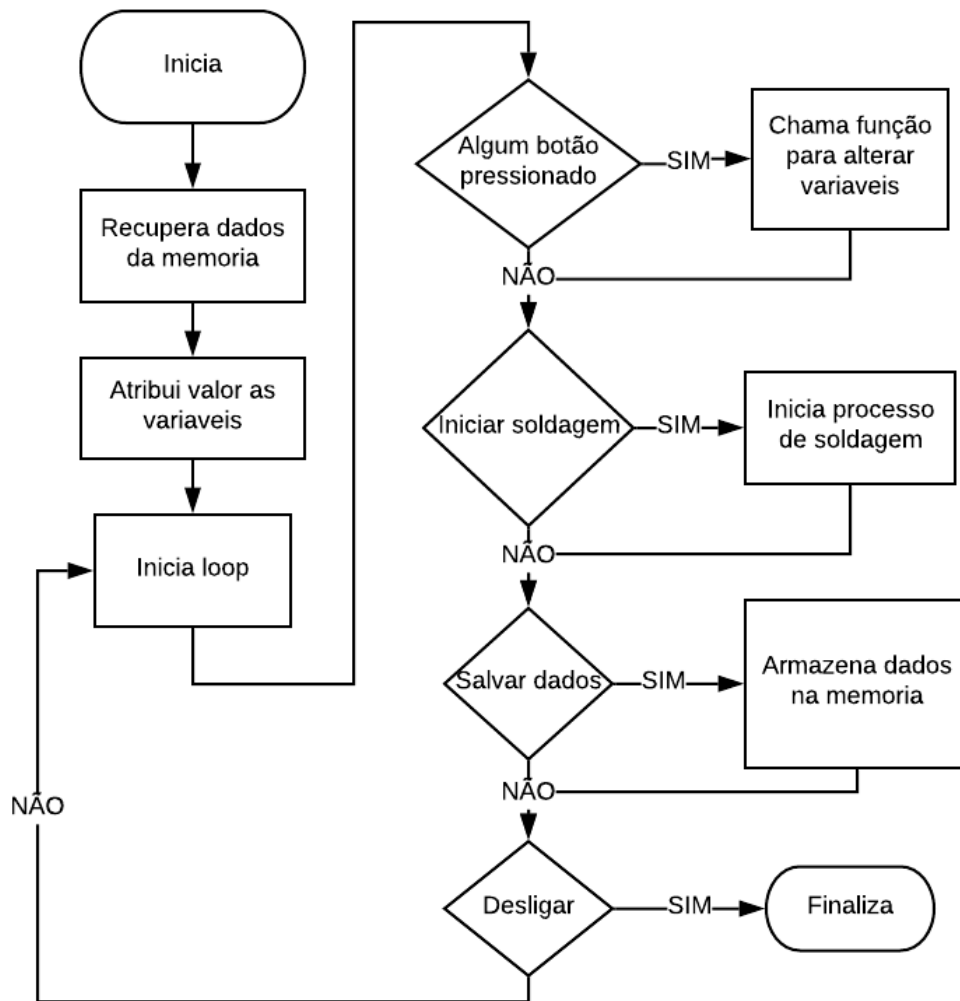 Inicia
Recupera dados
da memoria
Atribui valor as
variaveis
Inicia loop
Algum botão
pressionado
SIM
Chama função
para alterar
variaveis
NÃO
Iniciar soldagem
SIM
Inicia processo
de soldagem
NÃO
Salvar dados
SIM
Armazena dados
na memoria
NÃO
Desligar
SIM
Finaliza
NÃO